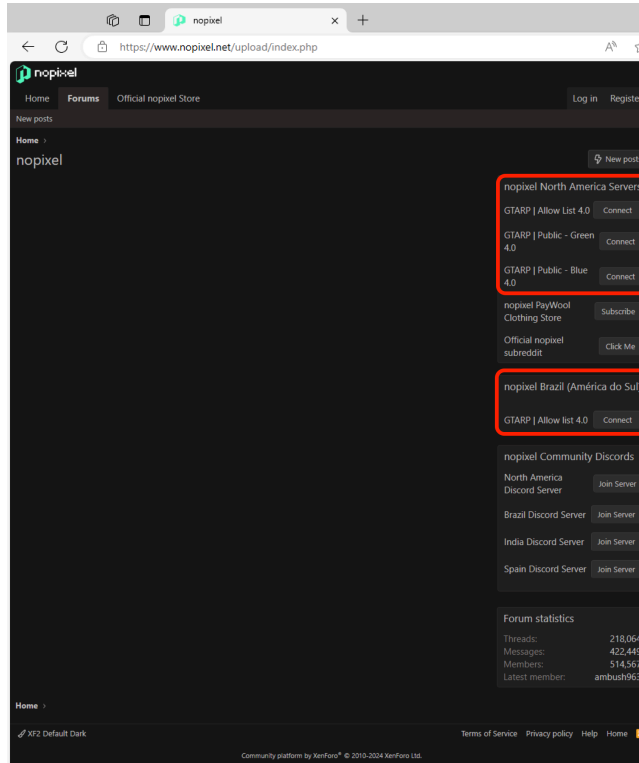 nopixel
https://www.nopixel.net/upload/index.php
nopixel
Home Forums Official nopixel Store Log in Registe
New posts
Home
nopixel
New post
nopixel North America Servers
GTARP | Allow List 4.0 Connect
GTARP | Public - Green
4.0
Connect
GTARP | Public - Blue
4.0
Connect
nopixel PayWool
Clothing Store
Subscribe
Official nopixel
subreddit
Click Me
nopixel Brazil (América do Sul)
GTARP | Allow list 4.0 Connect
nopixel Community Discords
North America
Discord Server
Join Server
Brazil Discord Server Join Server
India Discord Server Join Server
Spain Discord Server Join Server
Forum statistics
Threads: 218,064
Messages: 422,449
Members: 514,567
Latest member: ambush963
Home
XF2 Default Dark Terms of Service Privacy policy Help Home
Community platform by XenForo® © 2010-2024 XenForo Ltd.